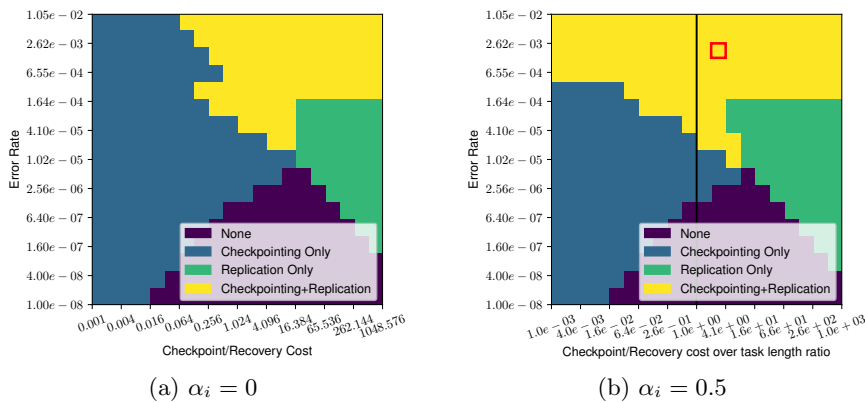 1.05e − 02
2.62e − 03
6.55e − 04
1.64e − 04
4.10e − 05
1.02e − 05
2.56e − 06
6.40e − 07
1.60e − 07
4.00e − 08
1.00e − 08
Error Rate
None
Checkpointing Only
Replication Only
Checkpointing+Replication
0.001
0.004
0.016
0.064
0.256
1.024
4.096
16.384
65.536
262.144
1048.576
Checkpoint/Recovery Cost
(a) αᵢ = 0
1.05e − 02
2.62e − 03
6.55e − 04
1.64e − 04
4.10e − 05
1.02e − 05
2.56e − 06
6.40e − 07
1.60e − 07
4.00e − 08
1.00e − 08
Error Rate
None
Checkpointing Only
Replication Only
Checkpointing+Replication
1.0e − 03
4.0e − 03
1.6e − 02
6.4e − 02
2.6e − 01
1.0e + 00
4.1e + 00
1.6e + 01
6.6e + 01
2.6e + 02
1.0e + 03
Checkpoint/Recovery cost over task length ratio
(b) αᵢ = 0.5